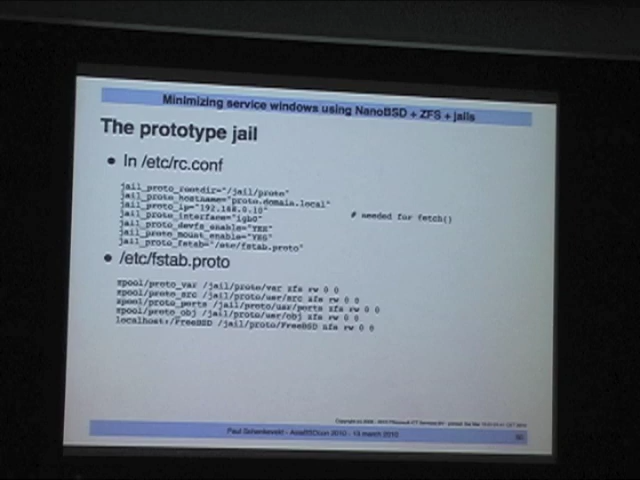 Minimizing service windows using NanoBSD + ZFS + jails
The prototype jail
• In /etc/rc.conf
jail_proto_rootdir="/jail/proto"
jail_proto_hostname="proto.domain.local"
jail_proto_ip="192.168.0.10"
jail_proto_interface="igb0" # needed for fetch()
jail_proto_devfs_enable="YES"
jail_proto_mount_enable="YES"
jail_proto_fstab="/etc/fstab.proto"
• /etc/fstab.proto
zpool/proto_var /jail/proto/var zfs rw 0 0
zpool/proto_src /jail/proto/usr/src zfs rw 0 0
zpool/proto_ports /jail/proto/usr/ports zfs rw 0 0
zpool/proto_obj /jail/proto/usr/obj zfs rw 0 0
localhost:/FreeBSD /jail/proto/FreeBSD zfs rw 0 0
Paul Schenkeveld - AsiaBSDcon 2010 - 13 march 2010